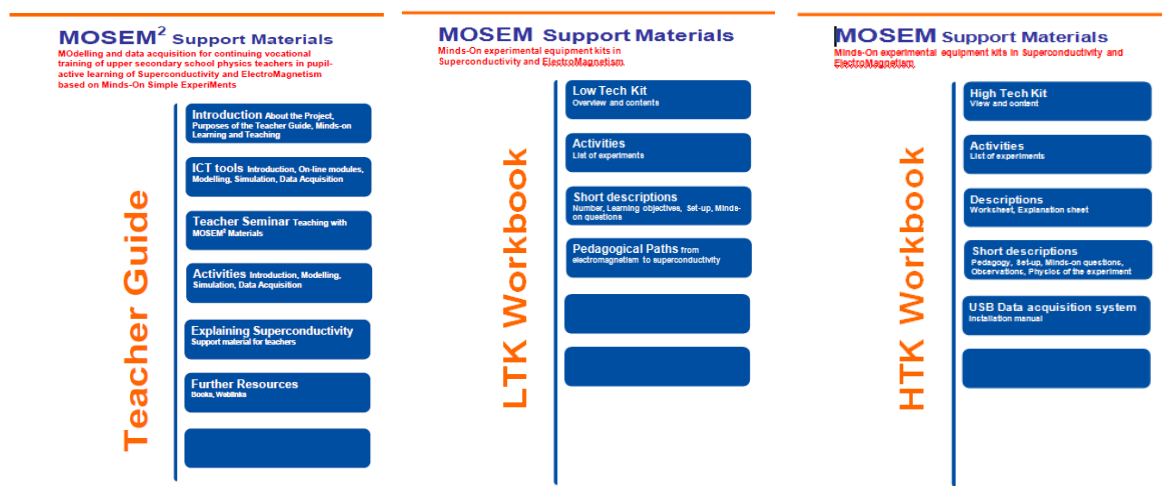 MOSEM² Support Materials
MOdelling and data acquisition for continuing vocational
training of upper secondary school physics teachers in pupil-
active learning of Superconductivity and ElectroMagnetism
based on Minds-On Simple ExperiMents
Teacher Guide
Introduction About the Project,
Purposes of the Teacher Guide, Minds-on
Learning and Teaching
ICT tools Introduction, On-line modules,
Modelling, Simulation, Data Acquisition
Teacher Seminar Teaching with
MOSEM² Materials
Activities Introduction, Modelling,
Simulation, Data Acquisition
Explaining Superconductivity
Support material for teachers
Further Resources
Books, Weblinks
MOSEM Support Materials
Minds-On experimental equipment kits in
Superconductivity and ElectroMagnetism
LTK Workbook
Low Tech Kit
Overview and contents
Activities
List of experiments
Short descriptions
Number, Learning objectives, Set-up, Minds-
on questions
Pedagogical Paths from
electromagnetism to superconductivity
MOSEM Support Materials
Minds-On experimental equipment kits in Superconductivity and
ElectroMagnetism
HTK Workbook
High Tech Kit
View and content
Activities
List of experiments
Descriptions
Worksheet, Explanation sheet
Short descriptions
Pedagogy, Set-up, Minds-on questions,
Observations, Physics of the experiment
USB Data acquisition system
Installation manual